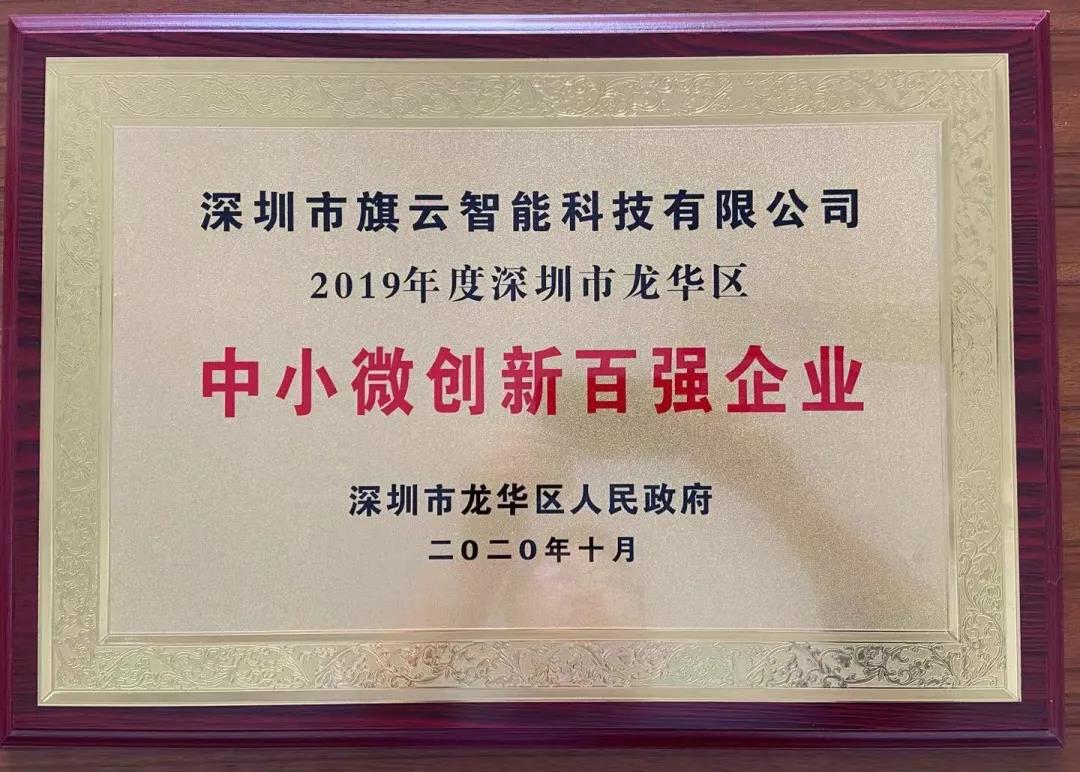 深圳市旗云智能科技有限公司
2019年度深圳市龙华区
中小微创新百强企业
深圳市龙华区人民政府
二〇二〇年十月